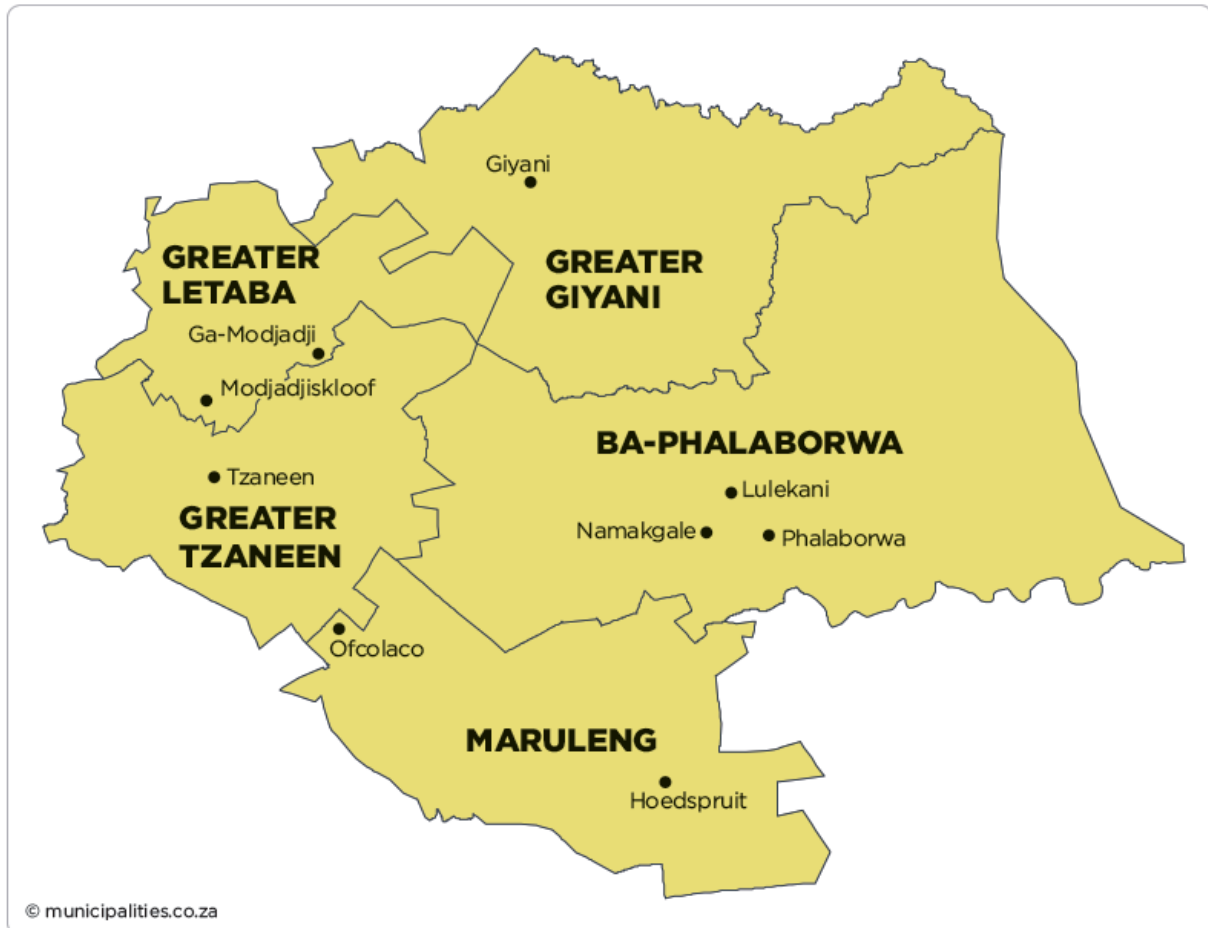 Giyani
GREATER
LETABA
GREATER
GIYANI
Ga-Modjadji
Modjadjiskloof
BA-PHALABORWA
Tzaneen
Lulekani
GREATER
TZANEEN
Namakgale
Phalaborwa
Ofcolaco
MARULENG
Hoedspruit
© municipalities.co.za